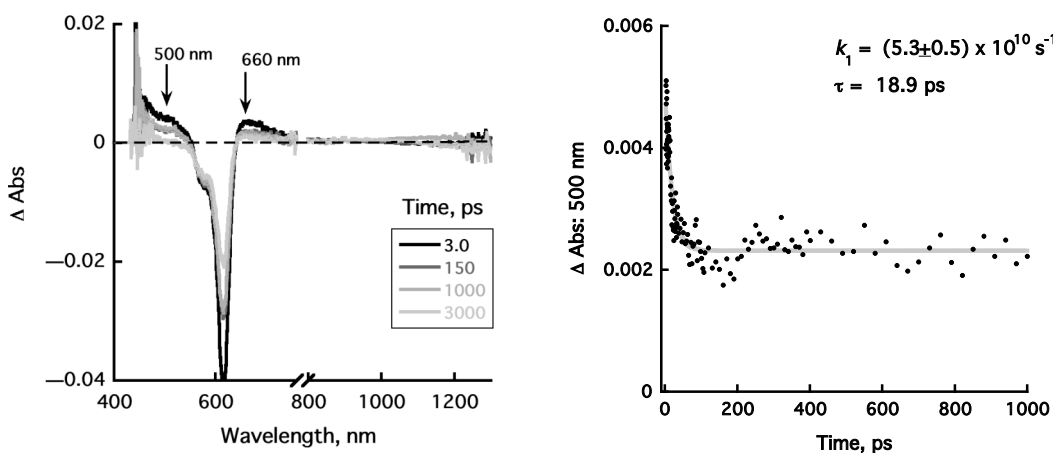 0.02
0
—0.02
—0.04
Δ Abs
500 nm
660 nm
Time, ps
3.0
150
1000
3000
400
600
800
1000
1200
Wavelength, nm
0.006
0.004
0.002
0
Δ Abs: 500 nm
k₁ = (5.3±0.5) x 10¹⁰ s⁻¹
τ = 18.9 ps
0
200
400
600
800
1000
Time, ps